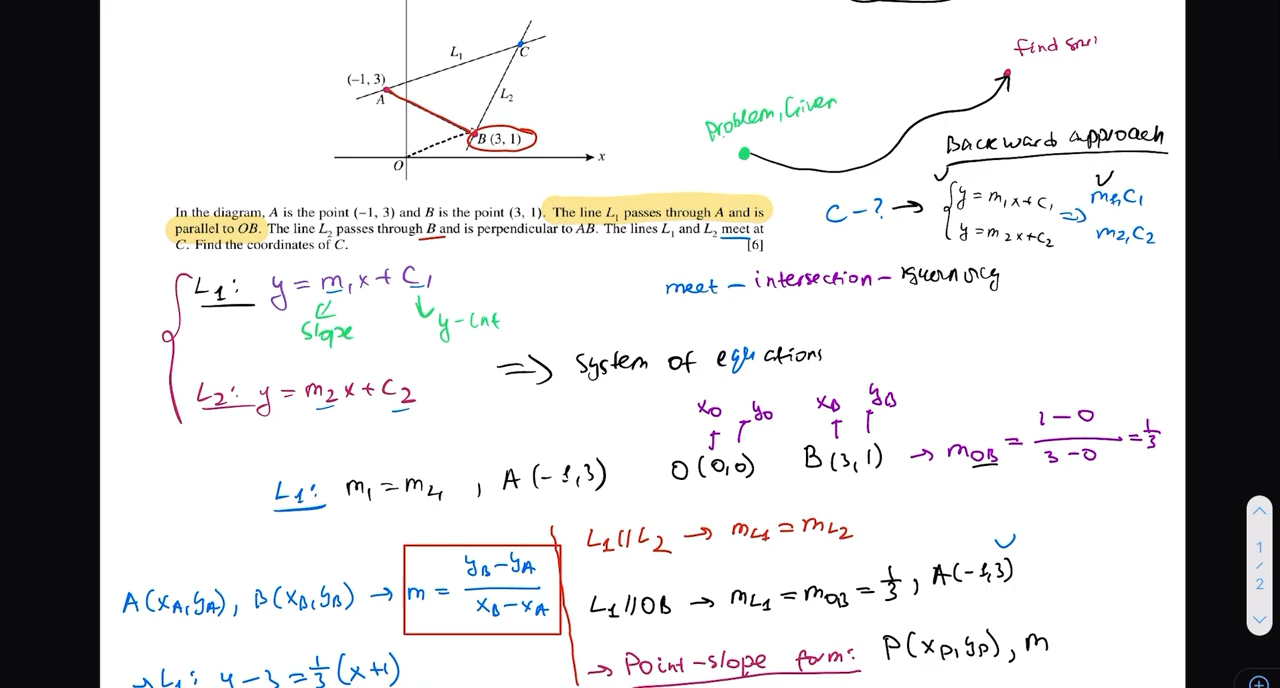 find
L₁
C
(−1, 3)
A
L₂
B (3, 1)
O
x
Problem, Given
Backward approach
In the diagram, A is the point (−1, 3) and B is the point (3, 1). The line L₁ passes through A and is
parallel to OB. The line L₂ passes through B and is perpendicular to AB. The lines L₁ and L₂ meet at
C. Find the coordinates of C. [6]
C - ? → { y = m₁x + c₁ ⇒ m₁, C₁
y = m₂x + c₂ m₂, C₂
L₁: y = m₁x + C₁
meet - intersection -
slope
y-int
⇒ System of equations
L₂: y = m₂x + C₂
x₀ y₀ x_B y_B
L₁: m₁ = m₄ , A(-1,3) O(0,0) B(3,1) → m_OB = (1-0)/(3-0) = 1/3
L₁ // L₂ → m_L1 = m_L2
A(x_A, y_A), B(x_B, y_B) → m = (y_B - y_A)/(x_B - x_A)
L₁ // OB → m_L1 = m_OB = 1/3, A(-1,3)
→ Point-slope form: P(x_P, y_P), m
→ L₁: y - 3 = 1/3 (x+1)
1
/
2